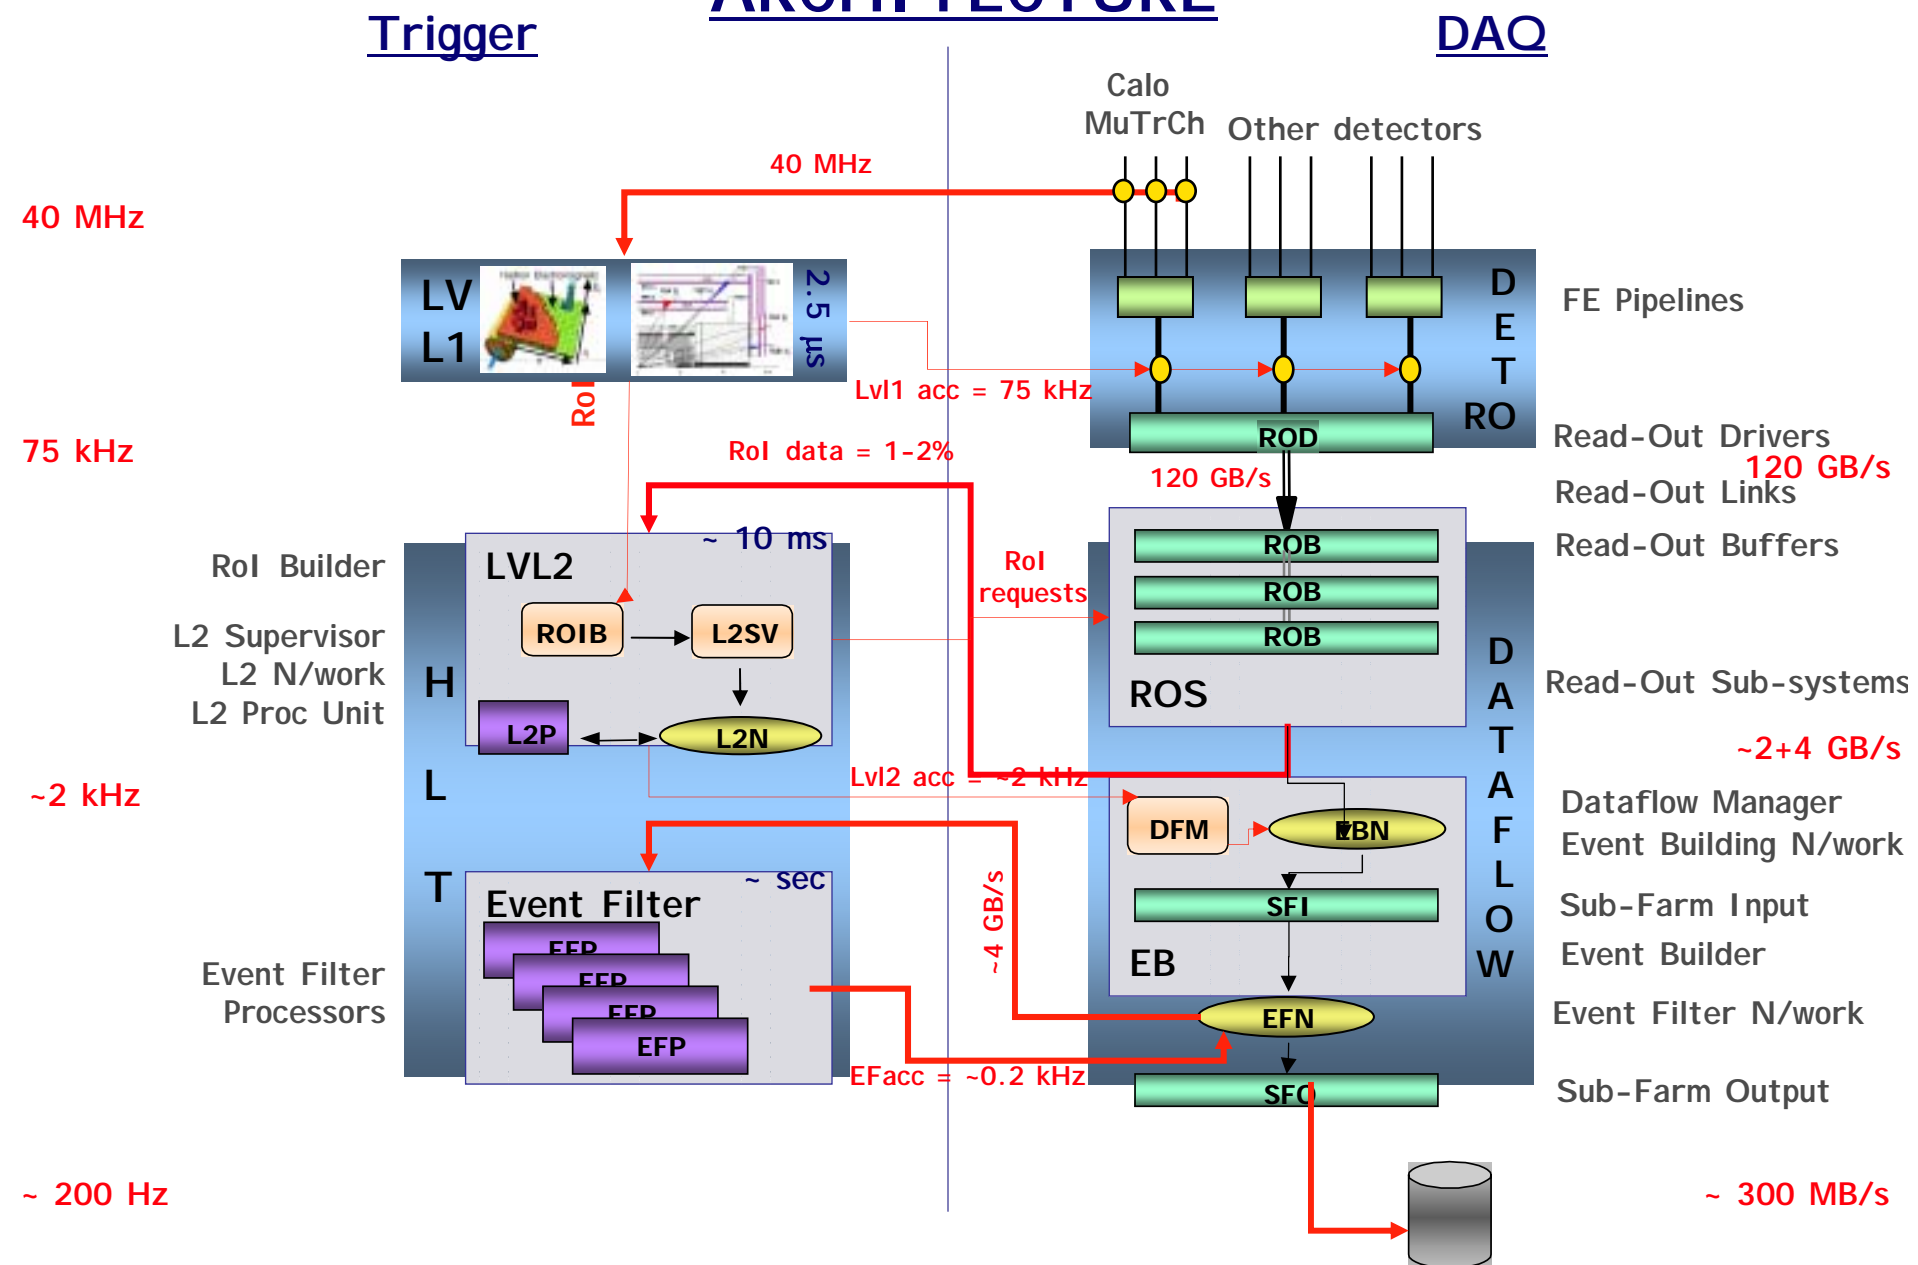 ARCHITECTURE
Trigger
DAQ
Calo
MuTrCh
Other detectors
40 MHz
40 MHz
LV
L1
2.5 µs
D
E
T
RO
FE Pipelines
RoI
Lvl1 acc = 75 kHz
ROD
Read-Out Drivers
75 kHz
RoI data = 1-2%
120 GB/s
120 GB/s
Read-Out Links
~ 10 ms
LVL2
RoI Builder
ROB
Read-Out Buffers
RoI
requests
ROB
ROIB
L2SV
ROB
L2 Supervisor
L2 N/work
L2 Proc Unit
H
L
T
ROS
Read-Out Sub-systems
D
A
T
A
F
L
O
W
L2P
L2N
~2+4 GB/s
Lvl2 acc = ~2 kHz
~2 kHz
DFM
EBN
Dataflow Manager
Event Building N/work
~ sec
Event Filter
~4 GB/s
SFI
Sub-Farm Input
EFP
EFP
EFP
EFP
EB
Event Builder
Event Filter
Processors
EFN
Event Filter N/work
EFacc = ~0.2 kHz
SFO
Sub-Farm Output
~ 200 Hz
~ 300 MB/s